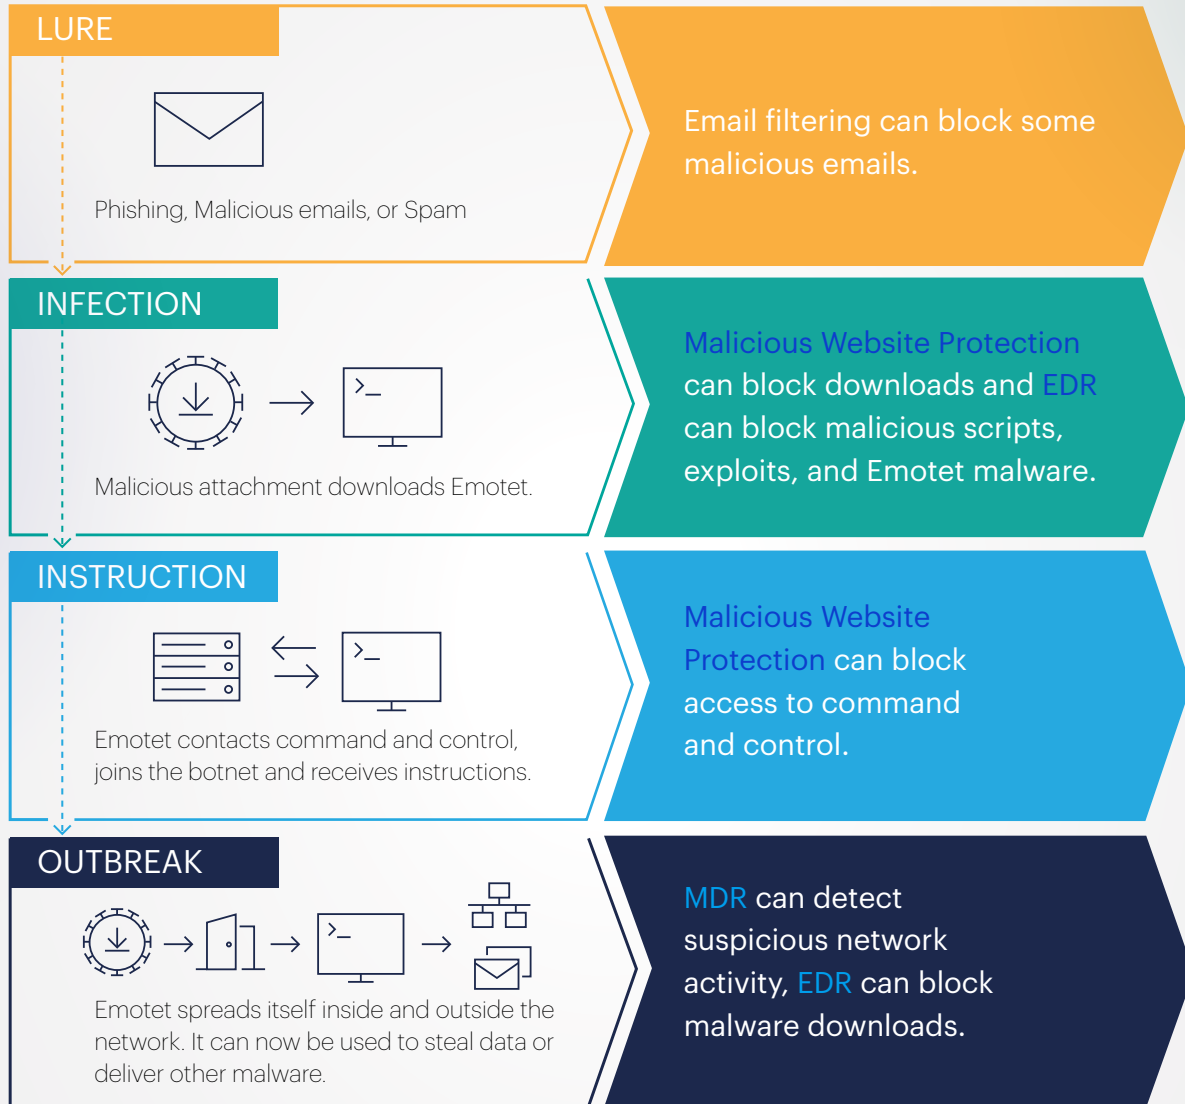 LURE
Phishing, Malicious emails, or Spam
Email filtering can block some
malicious emails.
INFECTION
>_
Malicious attachment downloads Emotet.
Malicious Website Protection
can block downloads and EDR
can block malicious scripts,
exploits, and Emotet malware.
INSTRUCTION
>_
Emotet contacts command and control,
joins the botnet and receives instructions.
Malicious Website
Protection can block
access to command
and control.
OUTBREAK
>_
Emotet spreads itself inside and outside the
network. It can now be used to steal data or
deliver other malware.
MDR can detect
suspicious network
activity, EDR can block
malware downloads.